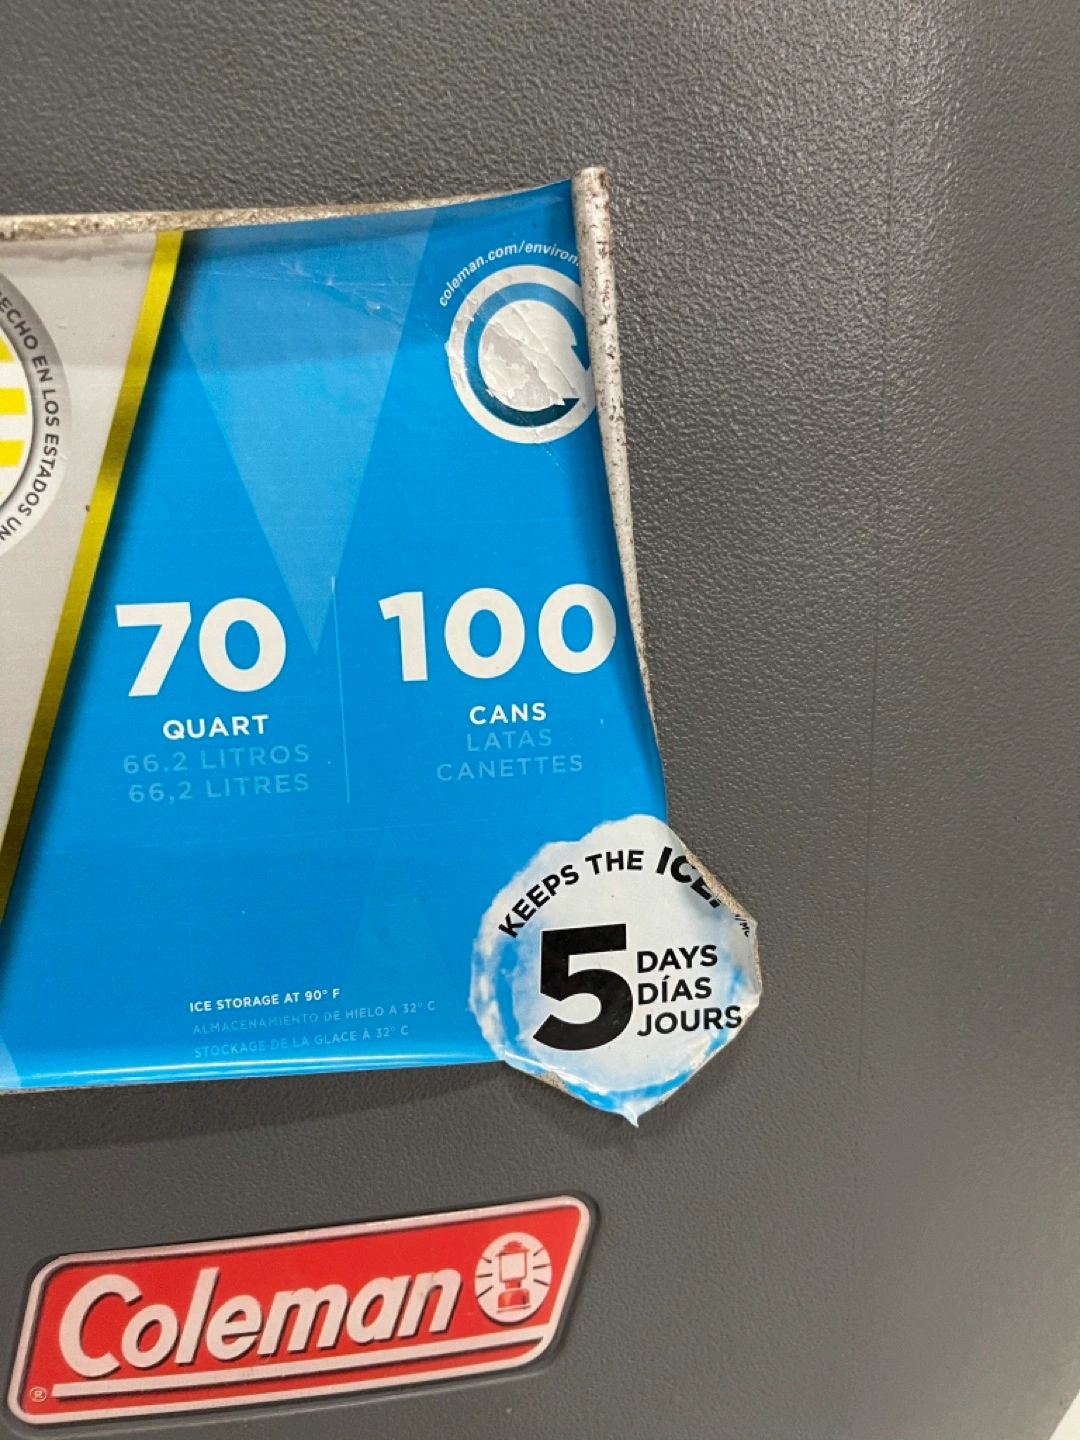 ECHO EN LOS ESTADOS UN
coleman.com/environ
70
QUART
66.2 LITROS
66,2 LITRES
100
CANS
LATAS
CANETTES
KEEPS THE ICE
5
DAYS
DÍAS
JOURS
ICE STORAGE AT 90° F
ALMACENAMIENTO DE HIELO A 32° C
STOCKAGE DE LA GLACE À 32° C
Coleman
®